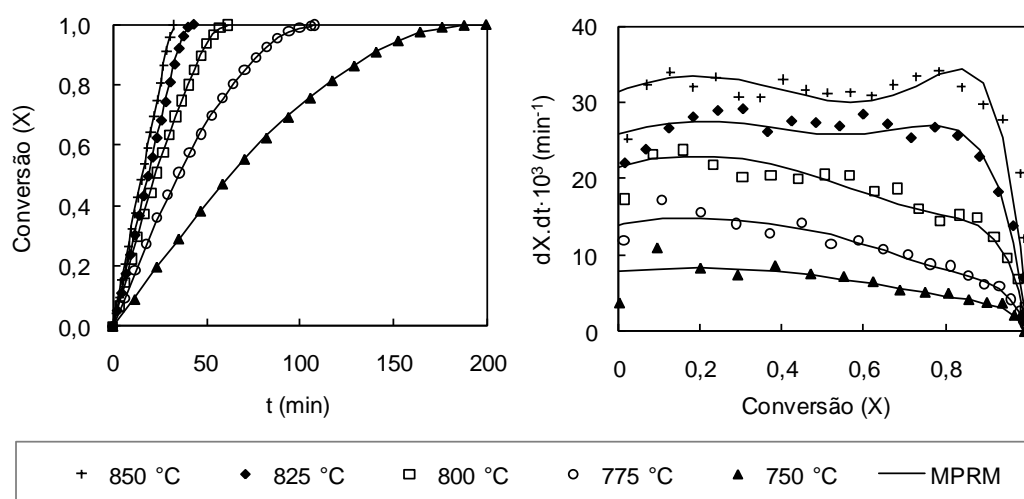 1,0
0,8
0,6
0,4
0,2
0,0
Conversão (X)
0 50 100 150 200
t (min)
40
30
20
10
0
dX.dt·10³ (min⁻¹)
0 0,2 0,4 0,6 0,8
Conversão (X)
850 °C 825 °C 800 °C 775 °C 750 °C MPRM